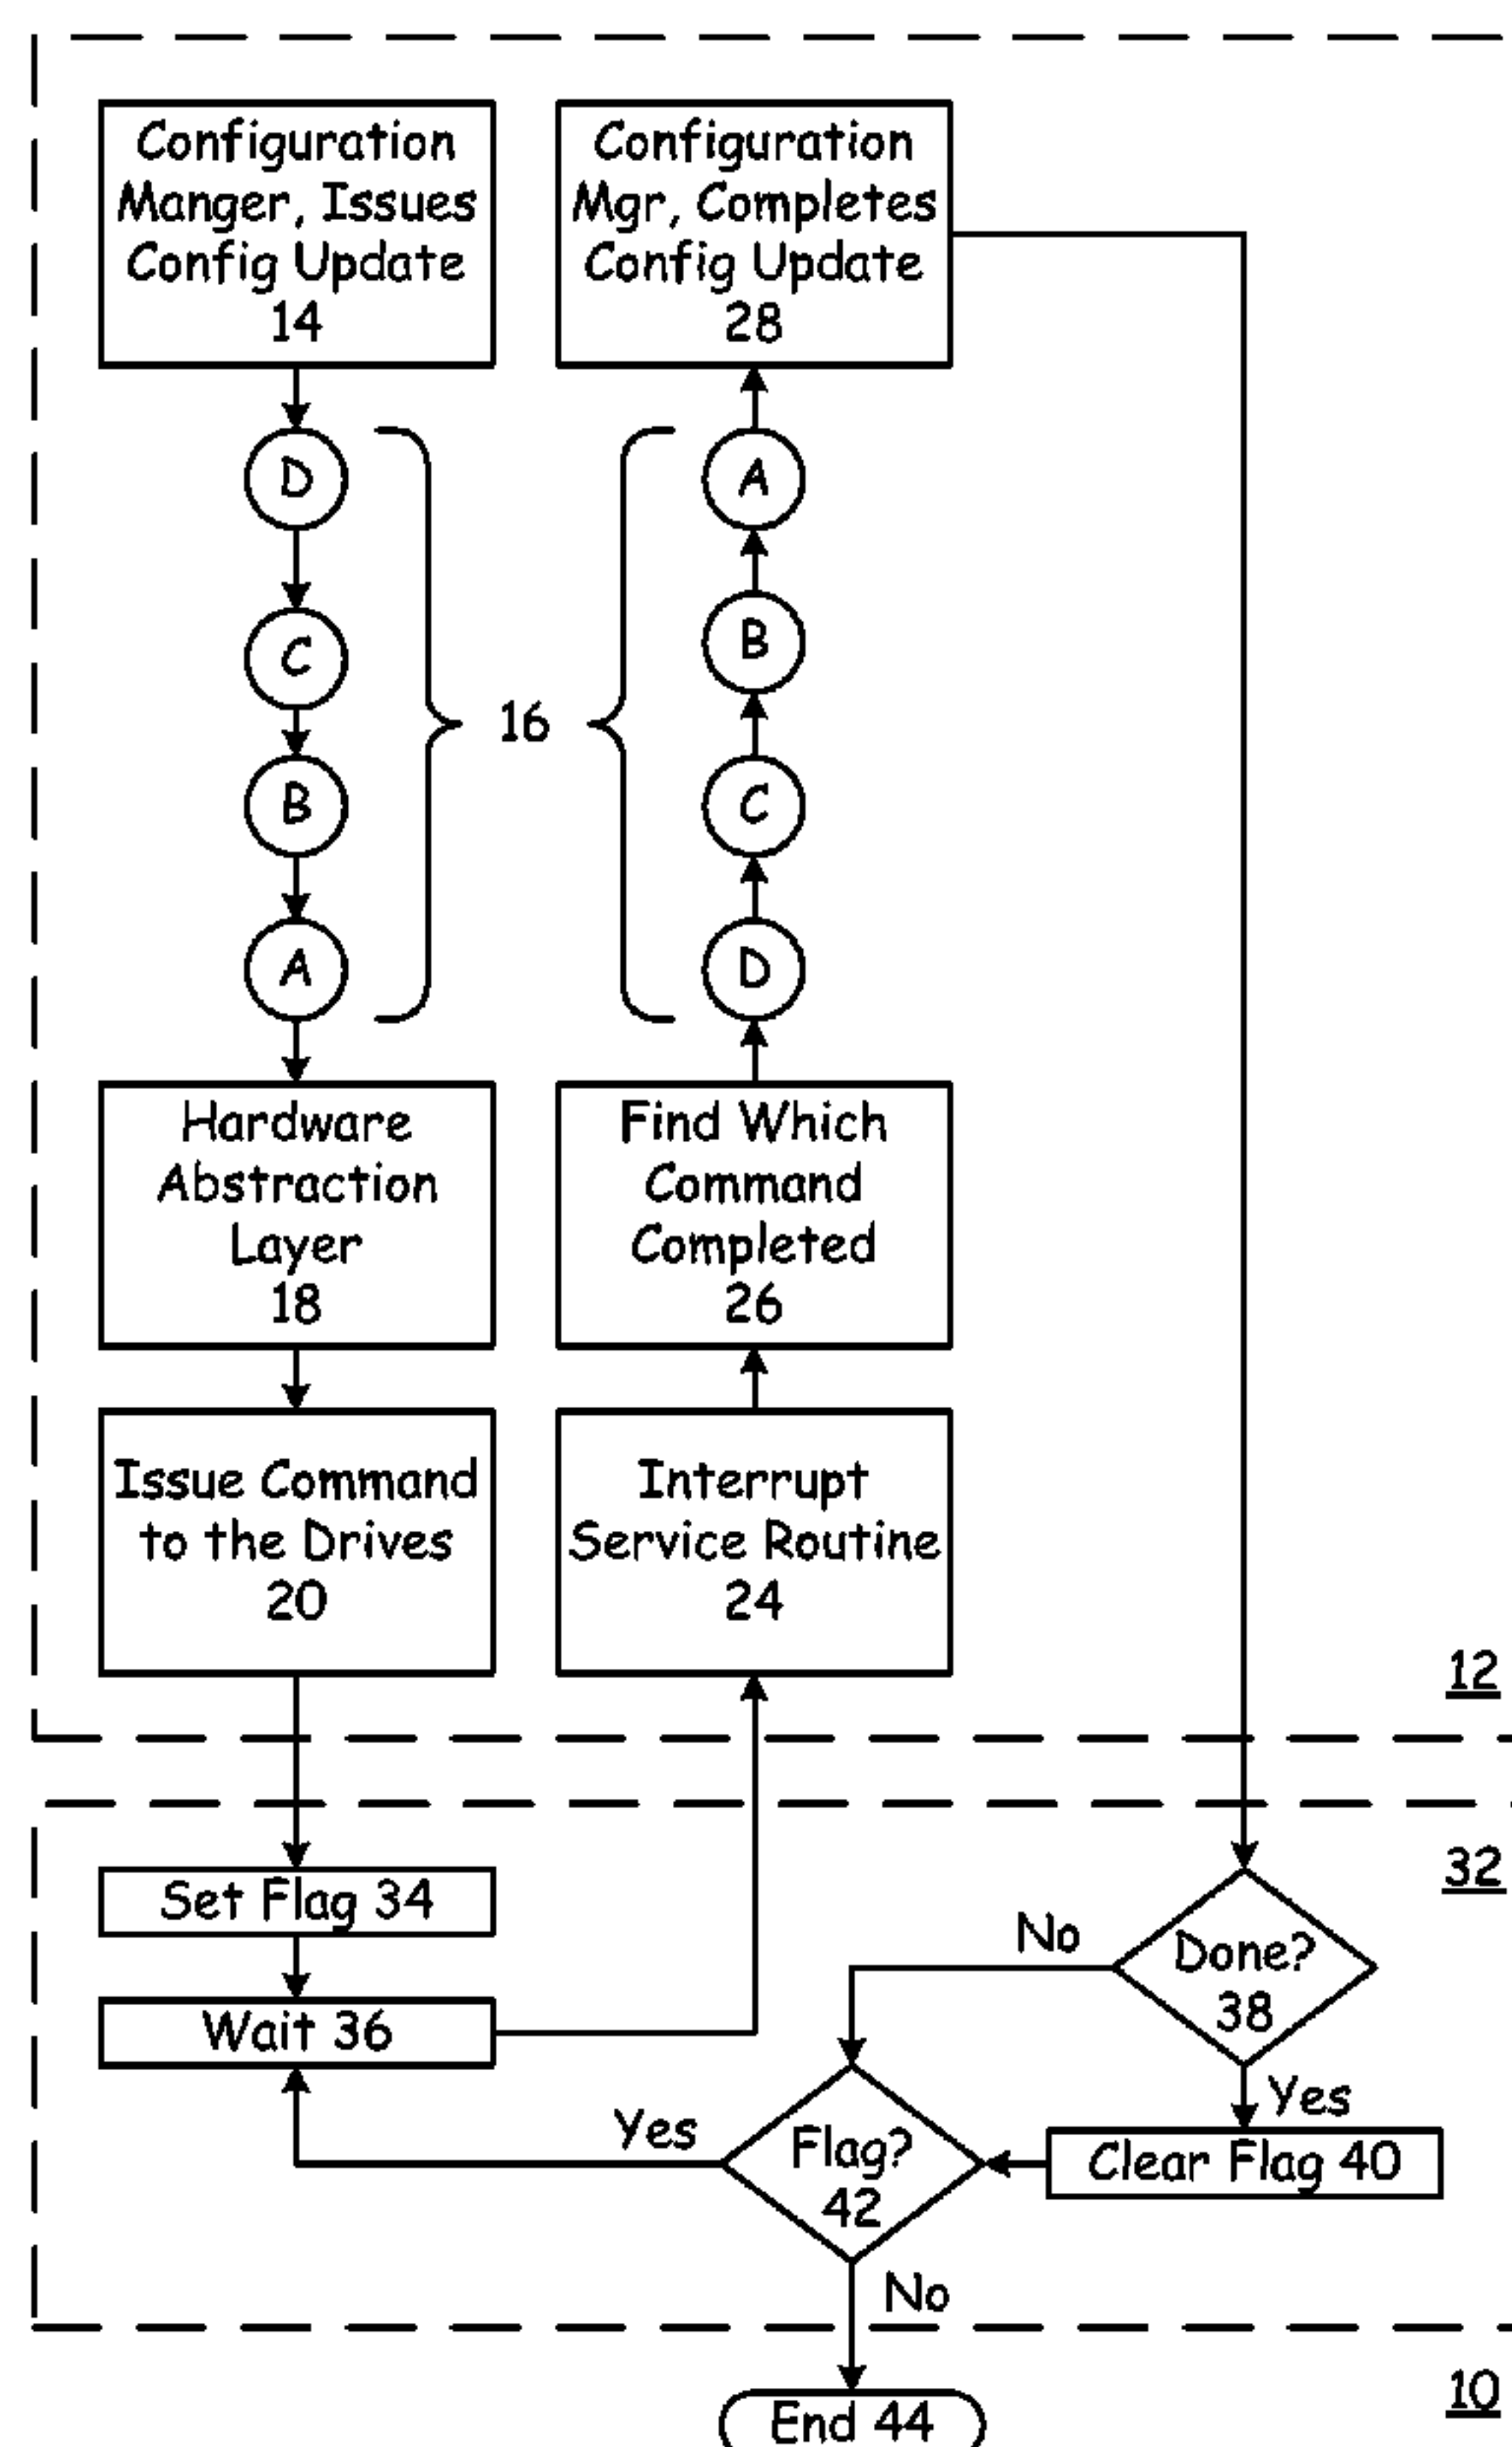 Configuration
Manger, Issues
Config Update
14
D
C
B
A
16
Hardware
Abstraction
Layer
18
Issue Command
to the Drives
20
Configuration
Mgr, Completes
Config Update
28
A
B
C
D
Find Which
Command
Completed
26
Interrupt
Service Routine
24
12
32
Set Flag 34
Wait 36
No
Done?
38
Yes
Yes
Flag?
42
Clear Flag 40
No
10
End 44